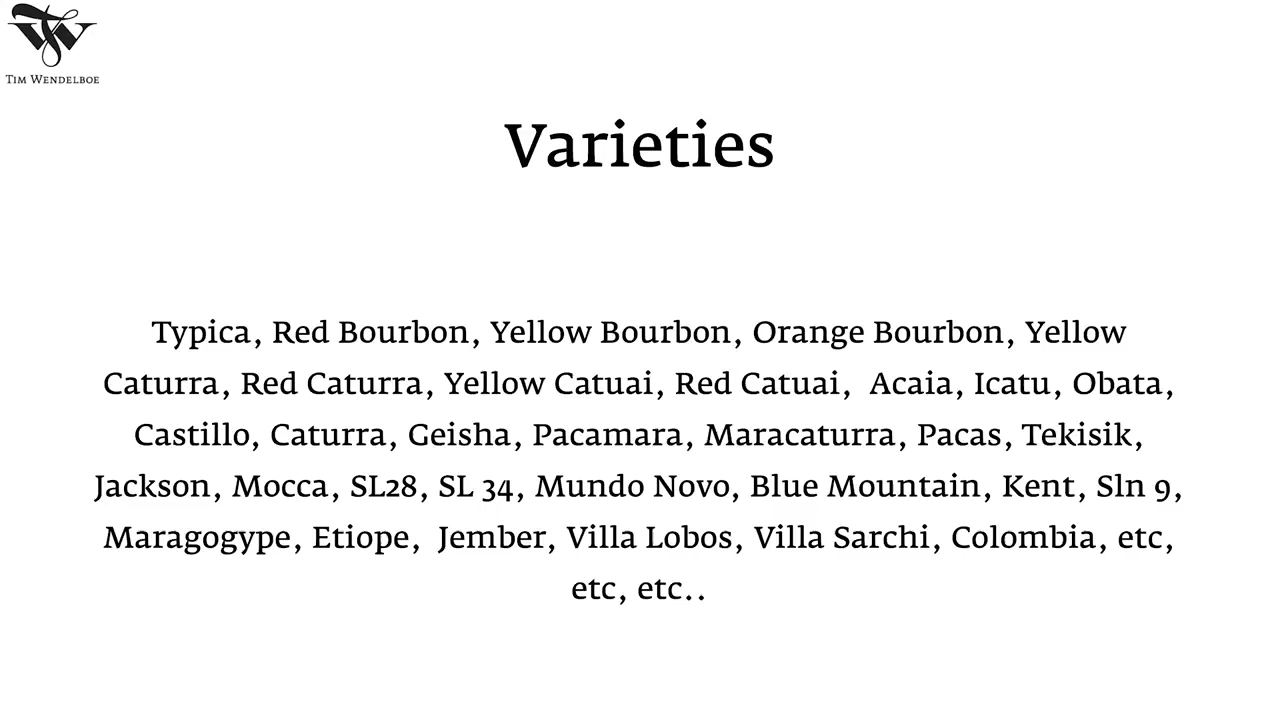 TIM WENDELBOE
Varieties
Typica, Red Bourbon, Yellow Bourbon, Orange Bourbon, Yellow
Caturra, Red Caturra, Yellow Catuai, Red Catuai,  Acaia, Icatu, Obata,
Castillo, Caturra, Geisha, Pacamara, Maracaturra, Pacas, Tekisik,
Jackson, Mocca, SL28, SL 34, Mundo Novo, Blue Mountain, Kent, Sln 9,
Maragogype, Etiope,  Jember, Villa Lobos, Villa Sarchi, Colombia, etc,
etc, etc..